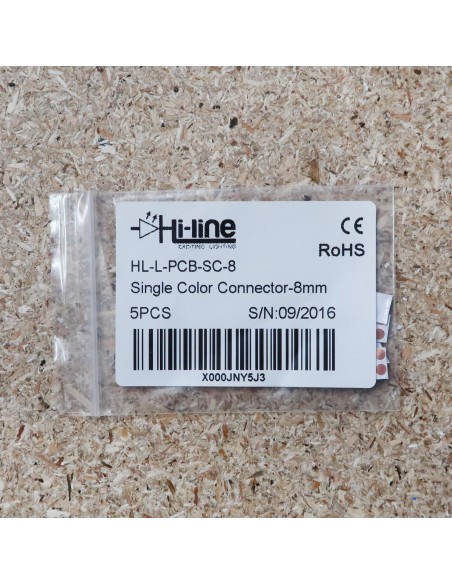 Hi-line
EXCITING LIGHTING
CE
RoHS
HL-L-PCB-SC-8
Single Color Connector-8mm
5PCS S/N:09/2016
X000JNY5J3